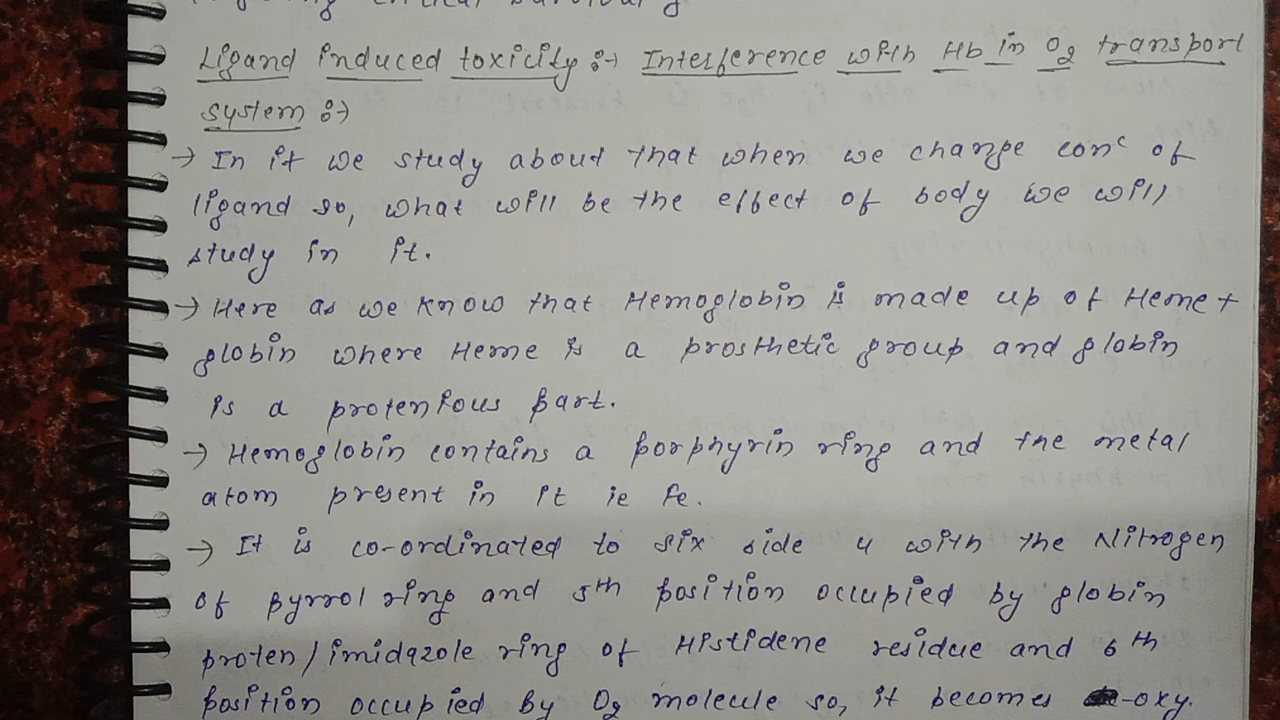 Ligand induced toxicity :→ Interference with Hb in O2 transport
system :→
→ In it we study about that when we change conc of
ligand so, what will be the effect of body we will
study in it.
→ Here as we know that Hemoglobin is made up of Heme +
globin where Heme is a prosthetic group and globin
is a protenious part.
→ Hemoglobin contains a porphyrin ring and the metal
atom present in it ie Fe.
→ It is co-ordinated to six side 4 with the Nitrogen
of pyrrol ring and 5th position occupied by globin
proten/imidazole ring of Histidene residue and 6th
position occupied by O2 molecule so, it becomes -oxy.